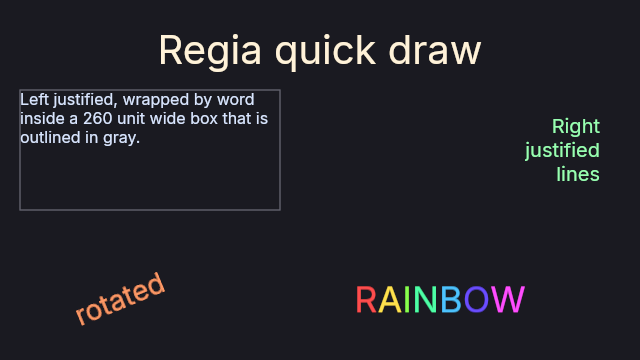 Regia quick draw
Left justified, wrapped by word
inside a 260 unit wide box that is
outlined in gray.
Right
justified
lines
rotated
RAINBOW